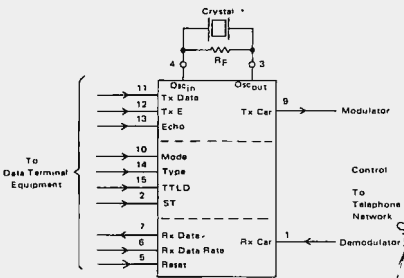 Crystal
RF
4
3
Oscin
Oscout
11
Tx Data
12
Tx E
13
Echo
Tx Car
9
Modulator
10
Mode
14
Type
15
TTLD
2
ST
To
Data Terminal
Equipment
Control
To
Telephone
Network
7
Rx Data
6
Rx Data Rate
5
Reset
Rx Car
1
Demodulator